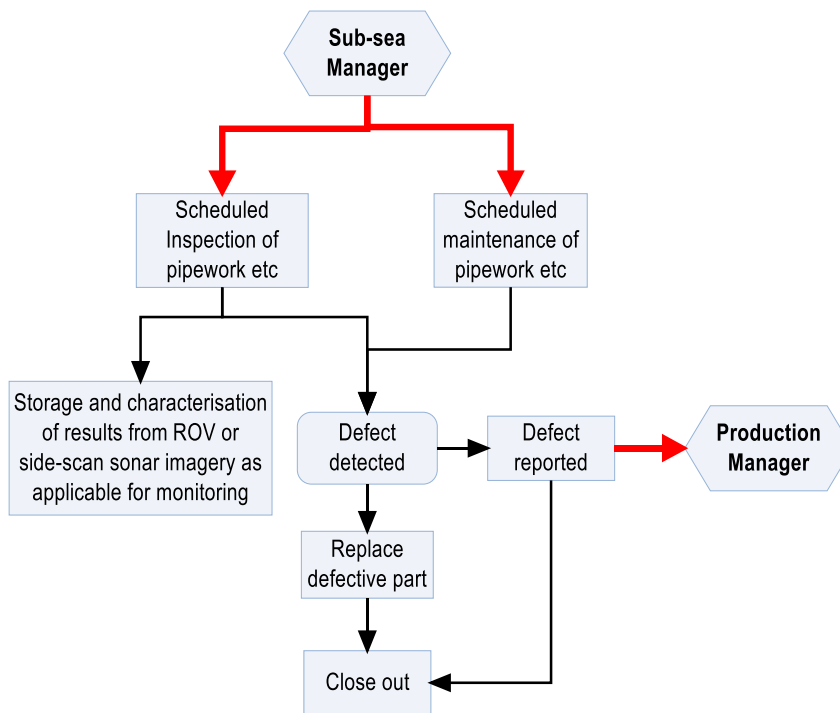 Sub-sea
Manager
Scheduled
Inspection of
pipework etc
Scheduled
maintenance of
pipework etc
Storage and characterisation
of results from ROV or
side-scan sonar imagery as
applicable for monitoring
Defect
detected
Defect
reported
Production
Manager
Replace
defective part
Close out